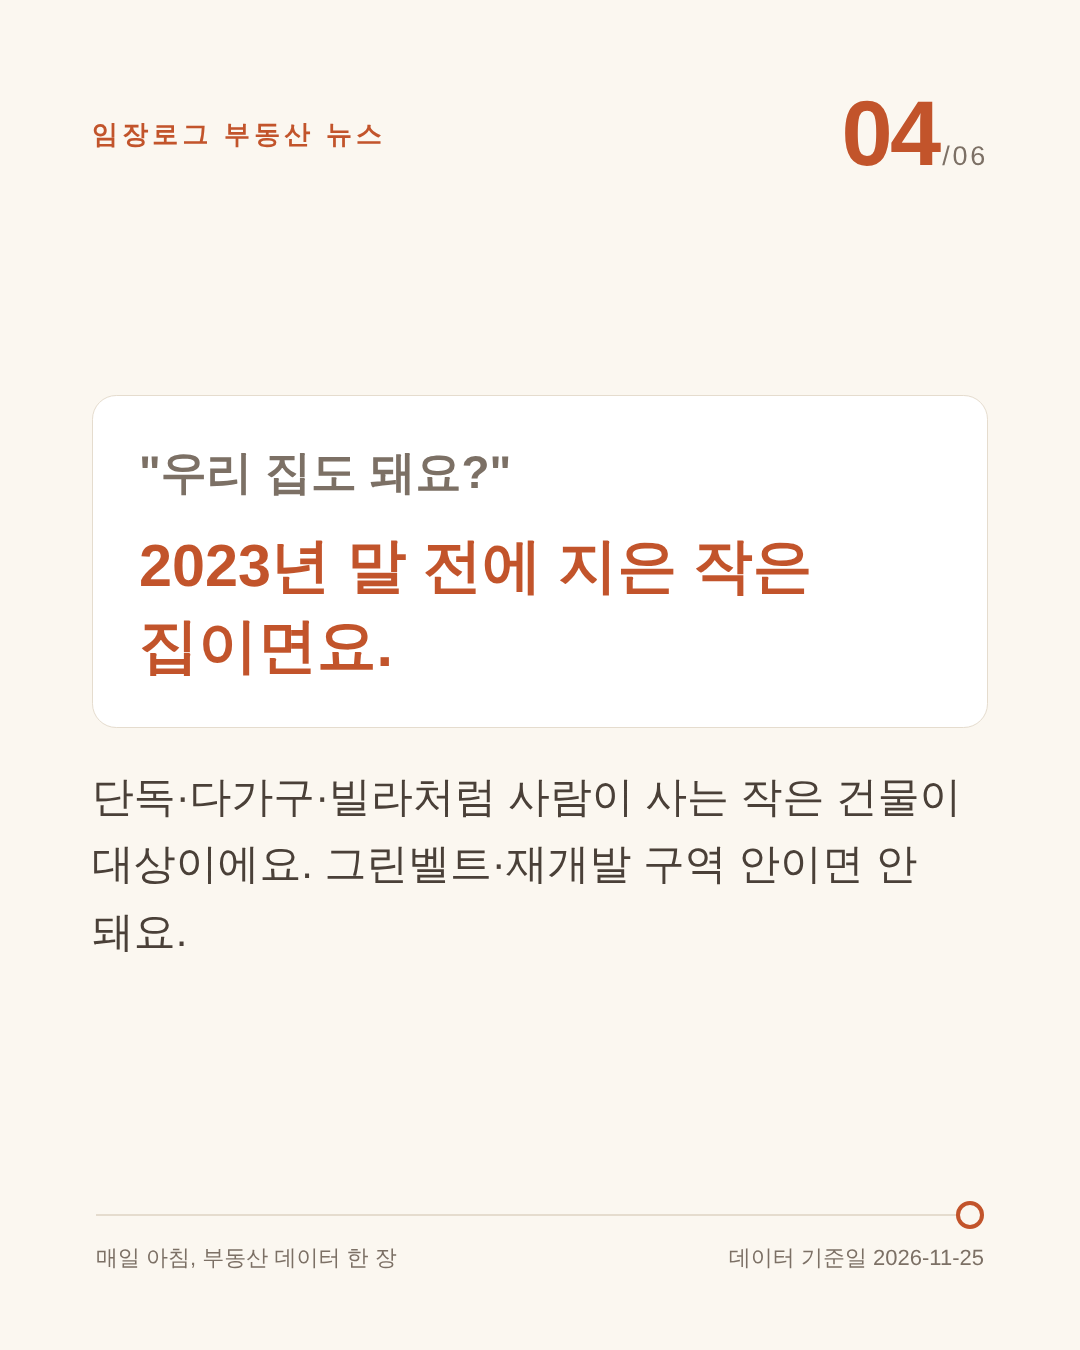 임장로그 부동산 뉴스
04/06
"우리 집도 돼요?"
2023년 말 전에 지은 작은
집이면요.
단독·다가구·빌라처럼 사람이 사는 작은 건물이
대상이에요. 그린벨트·재개발 구역 안이면 안
돼요.
매일 아침, 부동산 데이터 한 장
데이터 기준일 2026-11-25